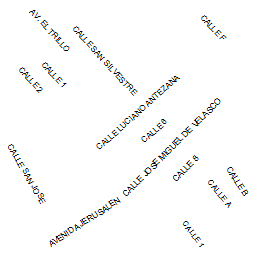 AV. EL TRILLO
CALLE SAN SILVESTRE
CALLE F
CALLE 2
CALLE 1
CALLE LUCIANO ANTEZANA
CALLE 6
CALLE JOSE MIGUEL DE VELASCO
CALLE SAN JOSE
CALLE 8
CALLE B
CALLE A
AVENIDA JERUSALEN
CALLE 1